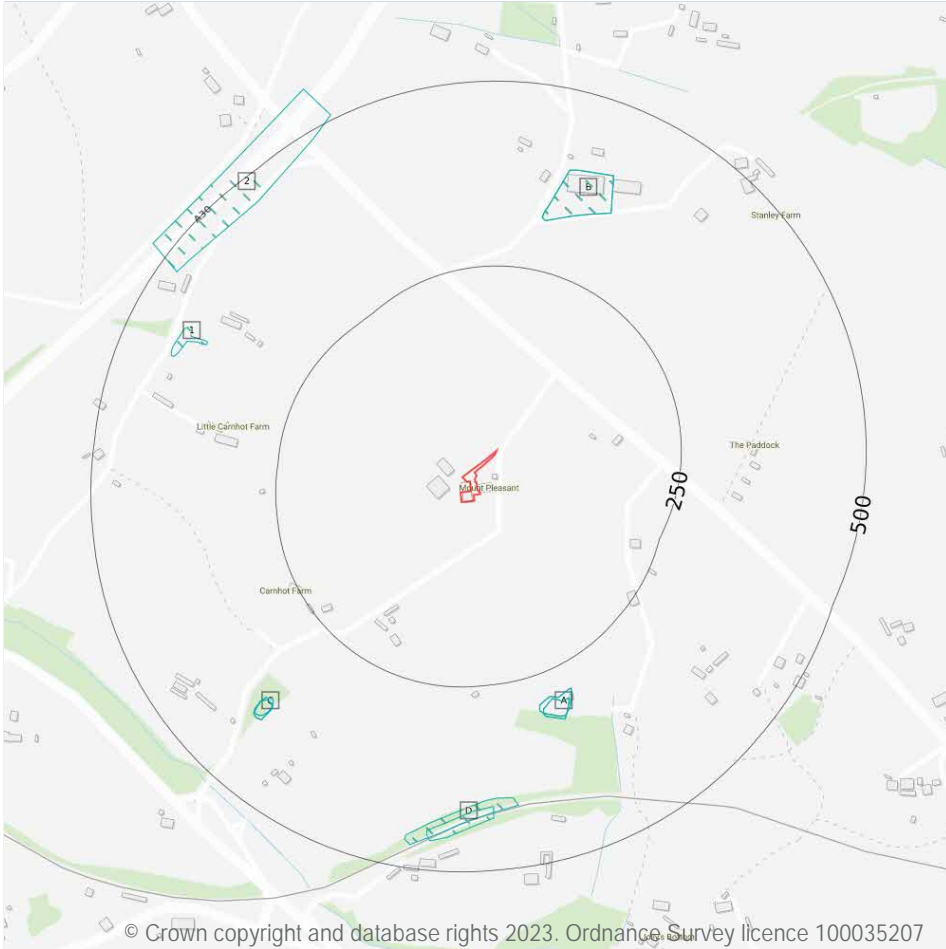 2
A30
B
Stanley Farm
1
Little Carnhot Farm
The Paddock
Mount Pleasant
250
500
Carnhot Farm
C
A
D
© Crown copyright and database rights 2023. Ordnance Survey licence 100035207